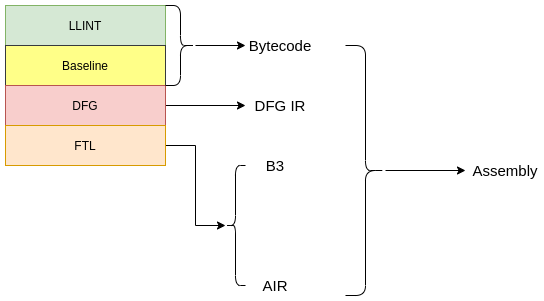 LLINT
Baseline
DFG
FTL
Bytecode
DFG IR
B3
AIR
Assembly